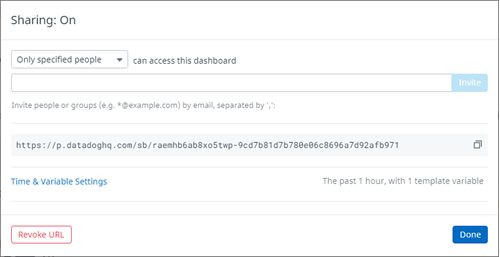 Sharing: On
Only specified people can access this dashboard
Invite
Invite people or groups (e.g. *@example.com) by email, separated by ',':
https://p.datadoghq.com/sb/raemhb6ab8xo5twp-9cd7b81d7b780e06c8696a7d92afb971
Time & Variable Settings The past 1 hour, with 1 template variable
Revoke URL Done